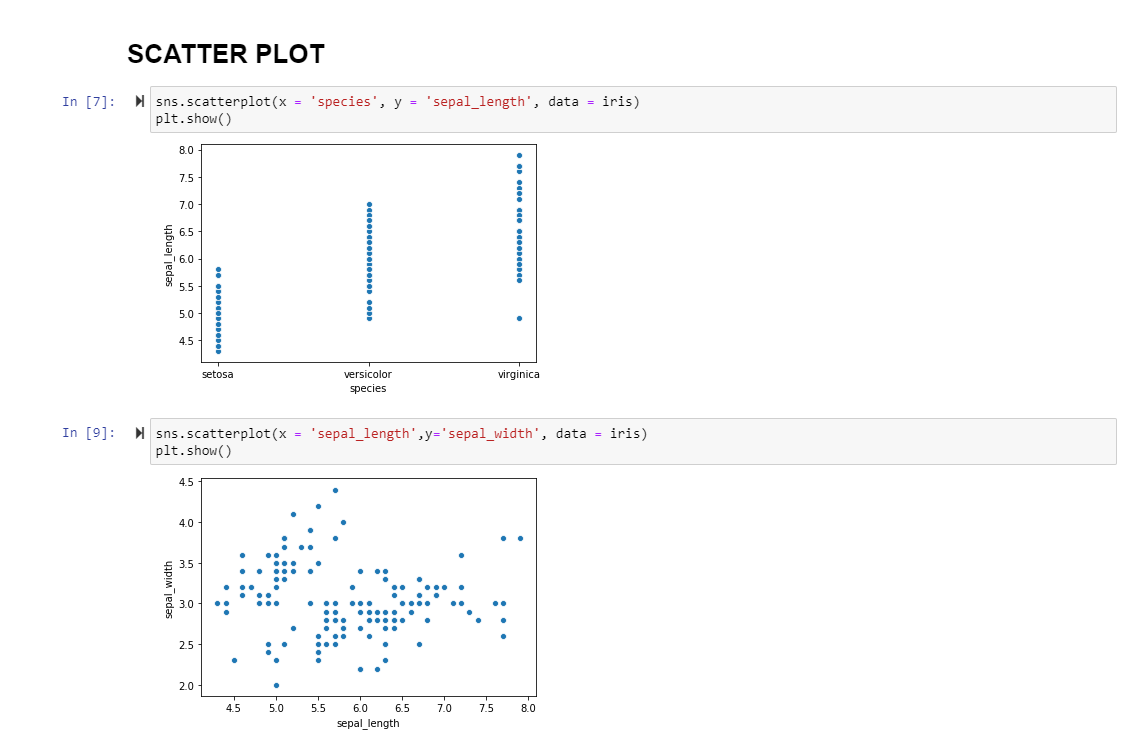 SCATTER PLOT
In [7]:
sns.scatterplot(x = 'species', y = 'sepal_length', data = iris)
plt.show()
8.0
7.5
7.0
6.5
6.0
5.5
5.0
4.5
sepal_length
setosa versicolor virginica
species
In [9]:
sns.scatterplot(x = 'sepal_length',y='sepal_width', data = iris)
plt.show()
4.5
4.0
3.5
3.0
2.5
2.0
sepal_width
4.5 5.0 5.5 6.0 6.5 7.0 7.5 8.0
sepal_length